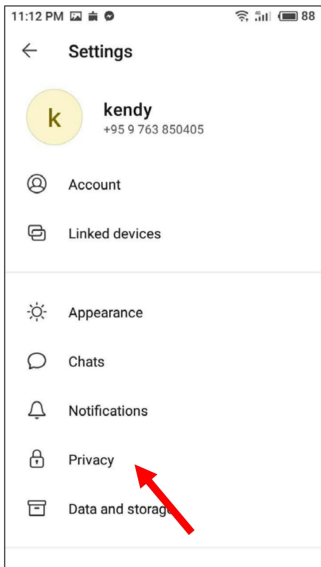 11:12 PM 88
Settings
k
kendy
+95 9 763 850405
Account
Linked devices
Appearance
Chats
Notifications
Privacy
Data and storage